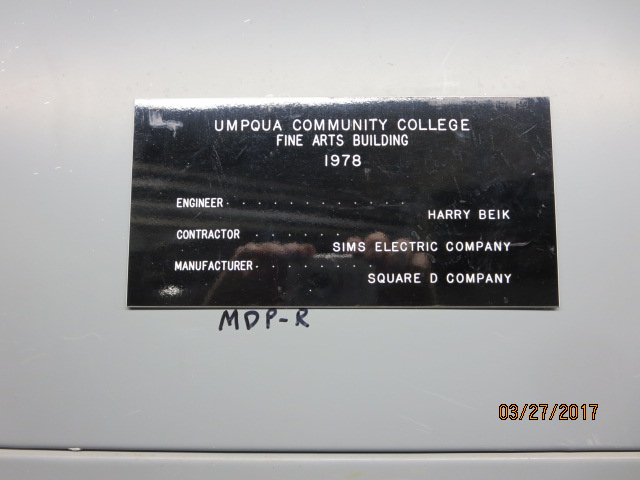 UMPQUA COMMUNITY COLLEGE
FINE ARTS BUILDING
1978
ENGINEER . . . . . . . . . . . .
HARRY BEIK
CONTRACTOR . . . . . . .
SIMS ELECTRIC COMPANY
MANUFACTURER . . . . . . . .
SQUARE D COMPANY
MDP-R
03/27/2017